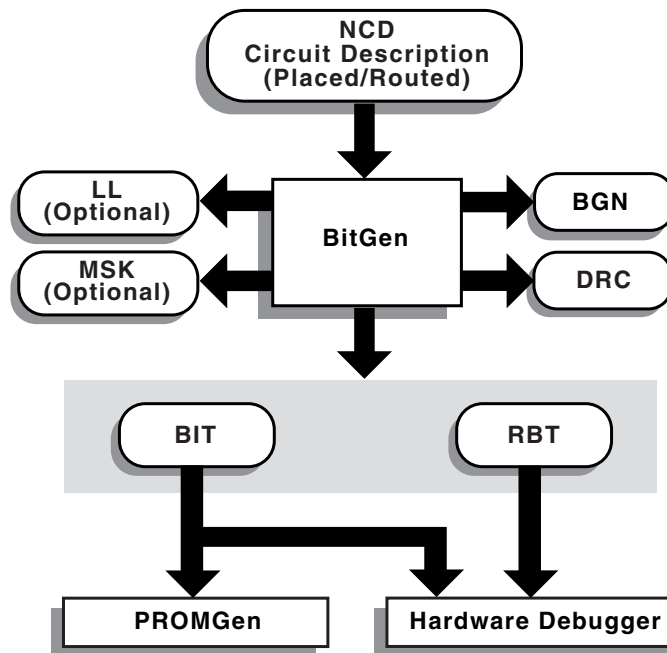 NCD
Circuit Description
(Placed/Routed)
LL
(Optional)
BitGen
BGN
MSK
(Optional)
DRC
BIT
RBT
PROMGen
Hardware Debugger